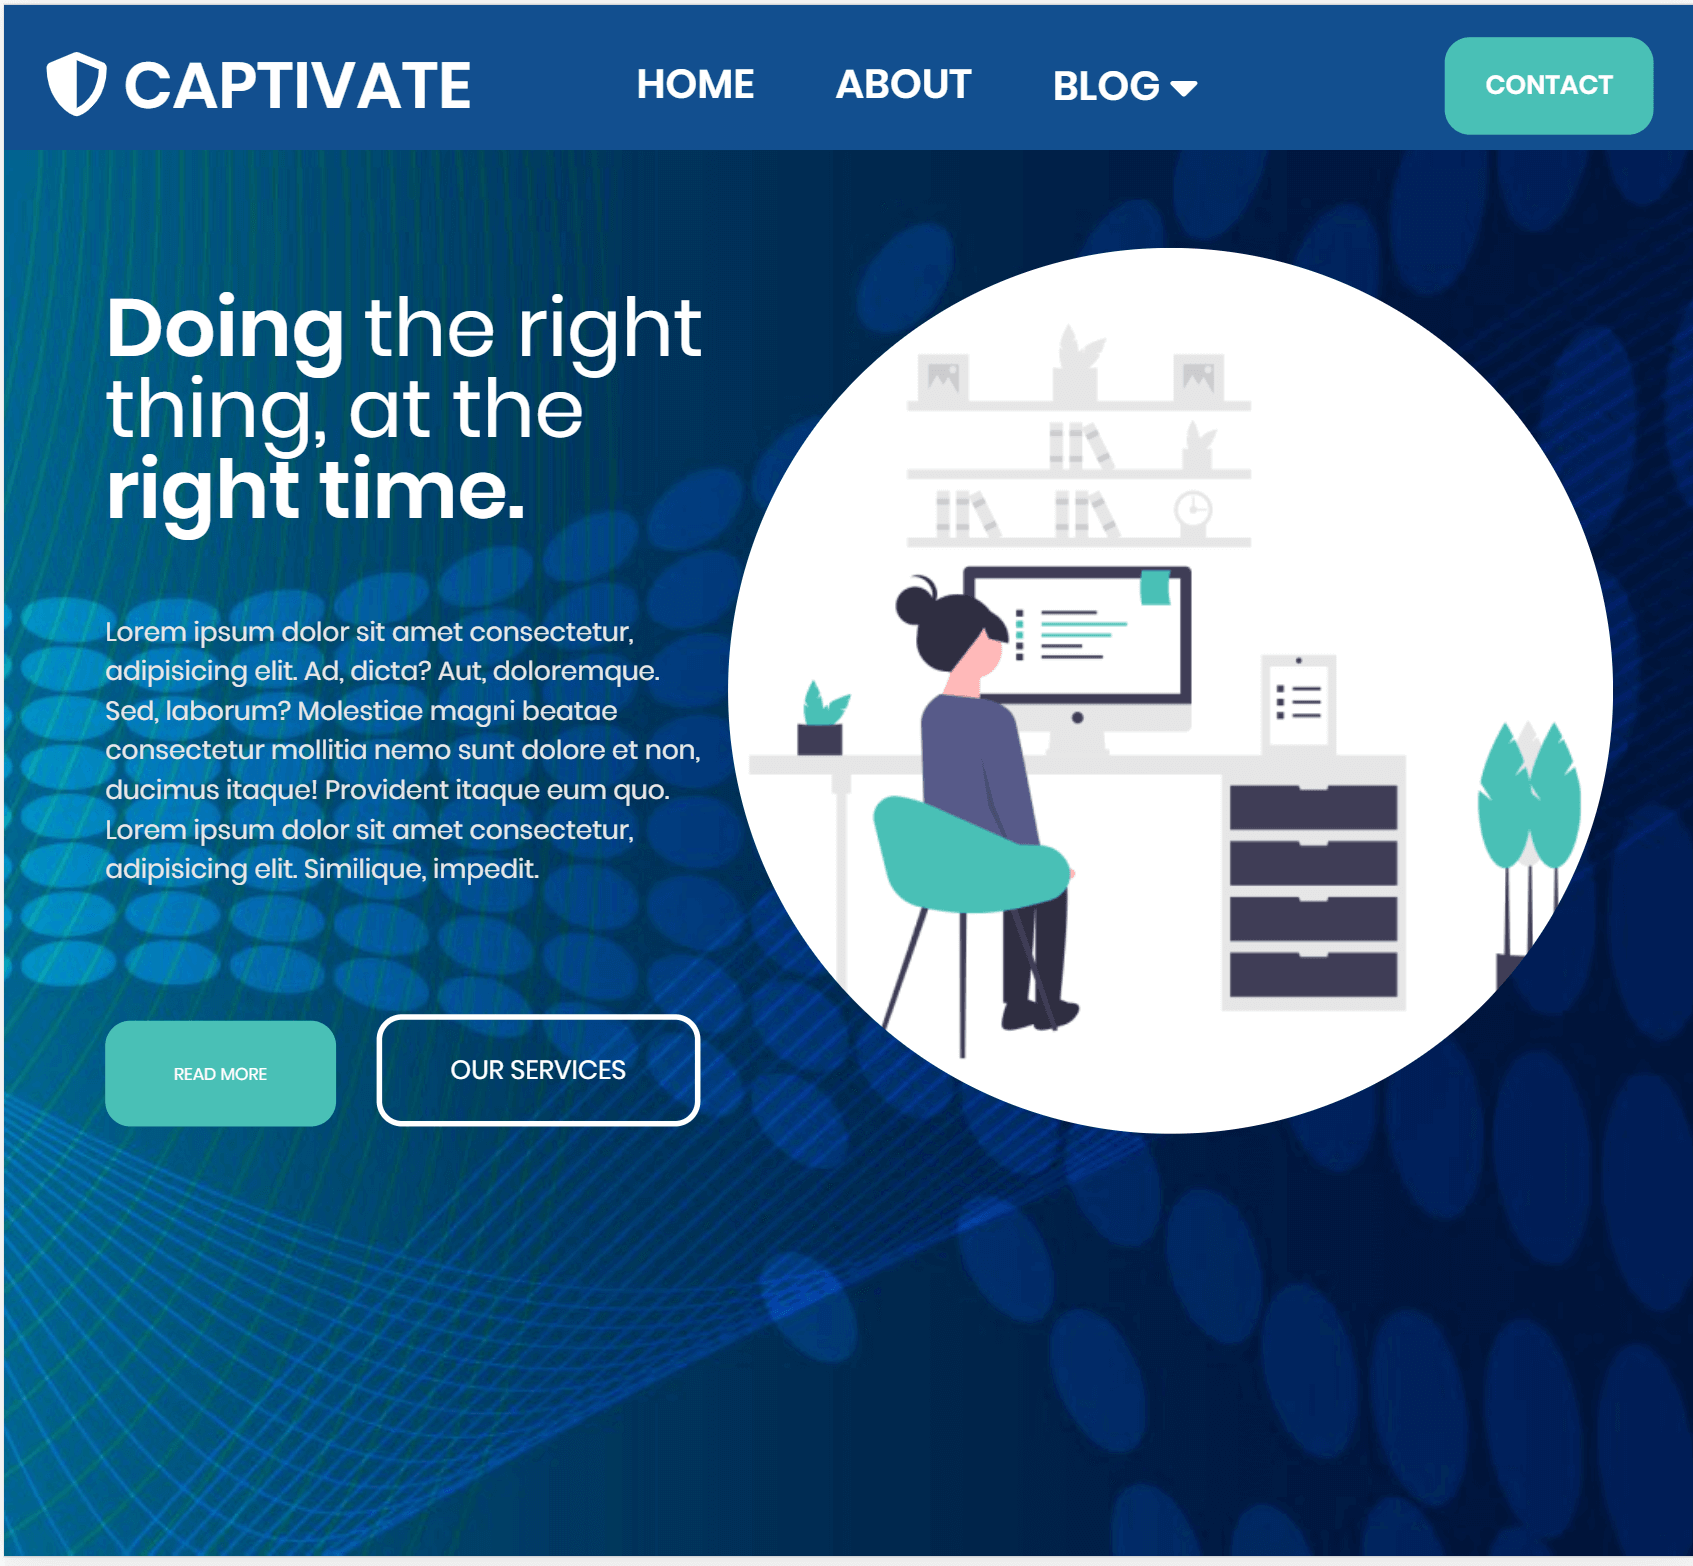 CAPTIVATE
HOME
ABOUT
BLOG
CONTACT
Doing the right
thing, at the
right time.
Lorem ipsum dolor sit amet consectetur,
adipisicing elit. Ad, dicta? Aut, doloremque.
Sed, laborum? Molestiae magni beatae
consectetur mollitia nemo sunt dolore et non,
ducimus itaque! Provident itaque eum quo.
Lorem ipsum dolor sit amet consectetur,
adipisicing elit. Similique, impedit.
READ MORE
OUR SERVICES